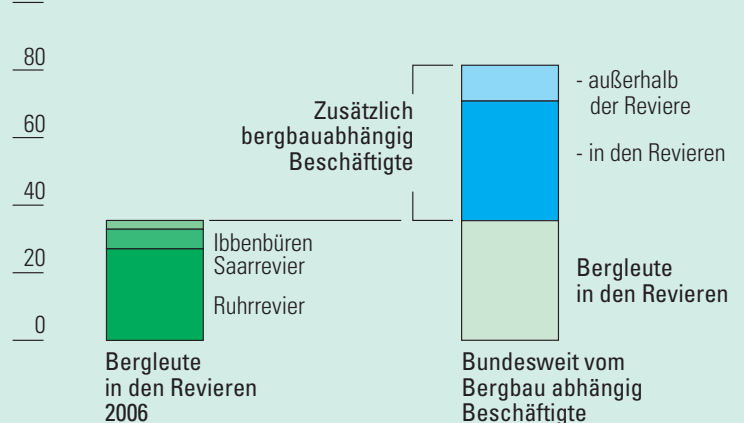 80
60
40
20
0
Zusätzlich
bergbauabhängig
Beschäftigte
- außerhalb
der Reviere
- in den Revieren
Ibbenbüren
Saarrevier
Ruhrrevier
Bergleute
in den Revieren
Bergleute
in den Revieren
2006
Bundesweit vom
Bergbau abhängig
Beschäftigte